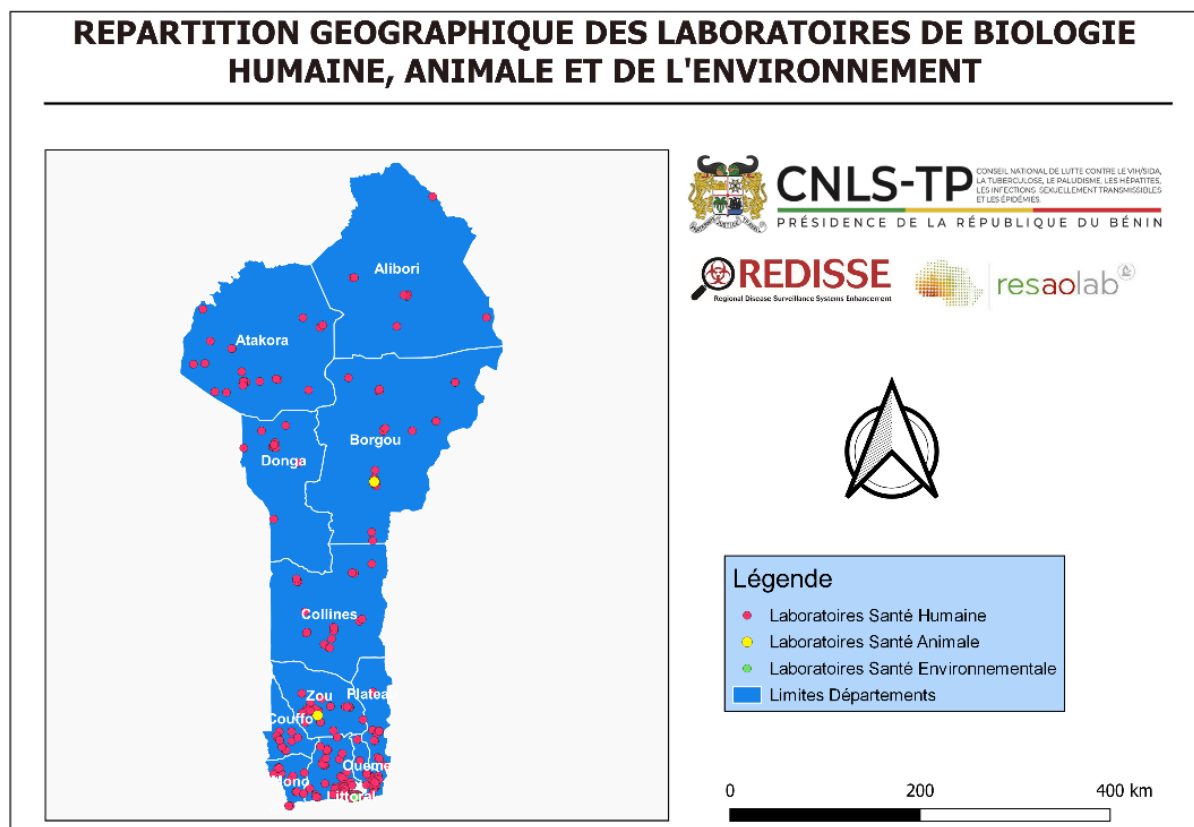 REPARTITION GEOGRAPHIQUE DES LABORATOIRES DE BIOLOGIE
HUMAINE, ANIMALE ET DE L'ENVIRONNEMENT
CNLS-TP
CONSEIL NATIONAL DE LUTTE CONTRE LE VIH/SIDA,
LA TUBERCULOSE, LE PALUDISME, LES HÉPATITES,
LES INFECTIONS SEXUELLEMENT TRANSMISSIBLES
ET LES ÉPIDÉMIES.
PRÉSIDENCE DE LA RÉPUBLIQUE DU BÉNIN
REDISSE
Regional Disease Surveillance Systems Enhancement
resaolab
Alibori
Atakora
Borgou
Donga
Collines
Zou
Plateau
Couffo
Oueme
Mono
Littoral
Légende
Laboratoires Santé Humaine
Laboratoires Santé Animale
Laboratoires Santé Environnementale
Limites Départements
0 200 400 km